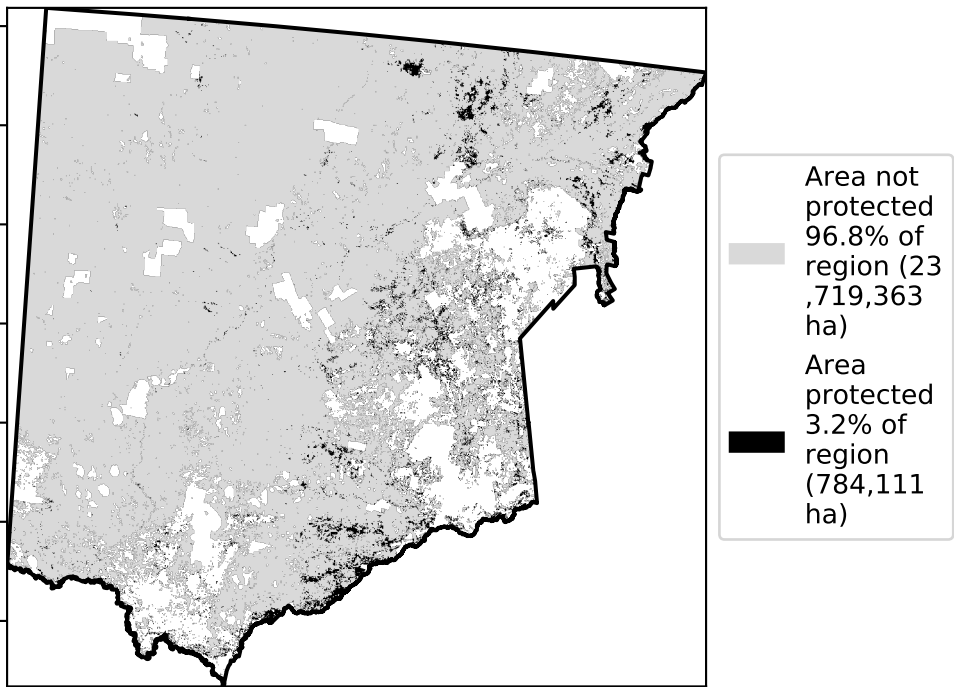 Area not
protected
96.8% of
region (23
,719,363
ha)
Area
protected
3.2% of
region
(784,111
ha)